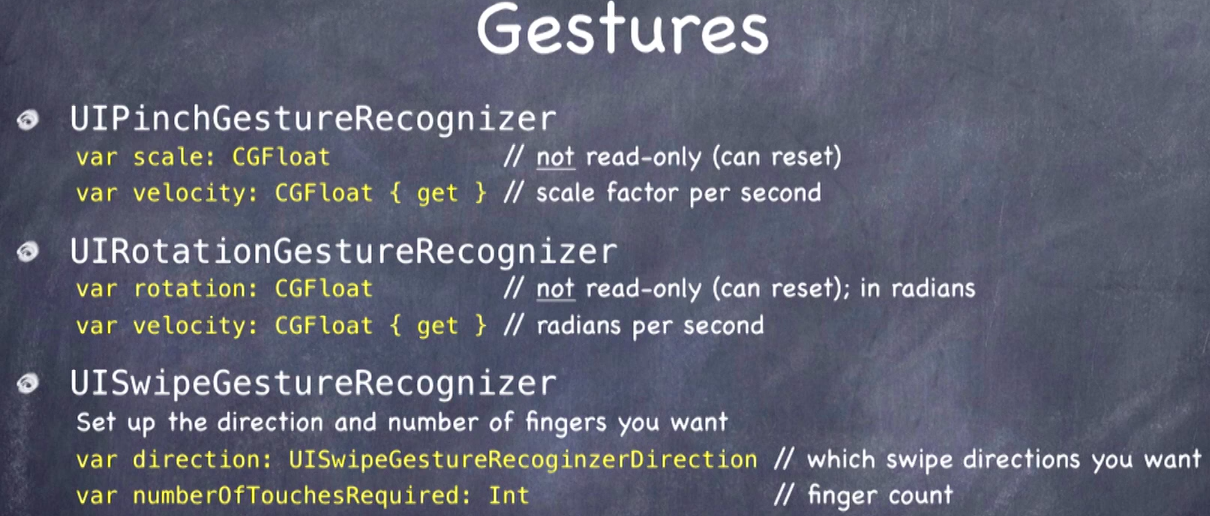 Gestures
UIPinchGestureRecognizer
var scale: CGFloat // not read-only (can reset)
var velocity: CGFloat { get } // scale factor per second
UIRotationGestureRecognizer
var rotation: CGFloat // not read-only (can reset); in radians
var velocity: CGFloat { get } // radians per second
UISwipeGestureRecognizer
Set up the direction and number of fingers you want
var direction: UISwipeGestureRecoginzerDirection // which swipe directions you want
var numberOfTouchesRequired: Int // finger count